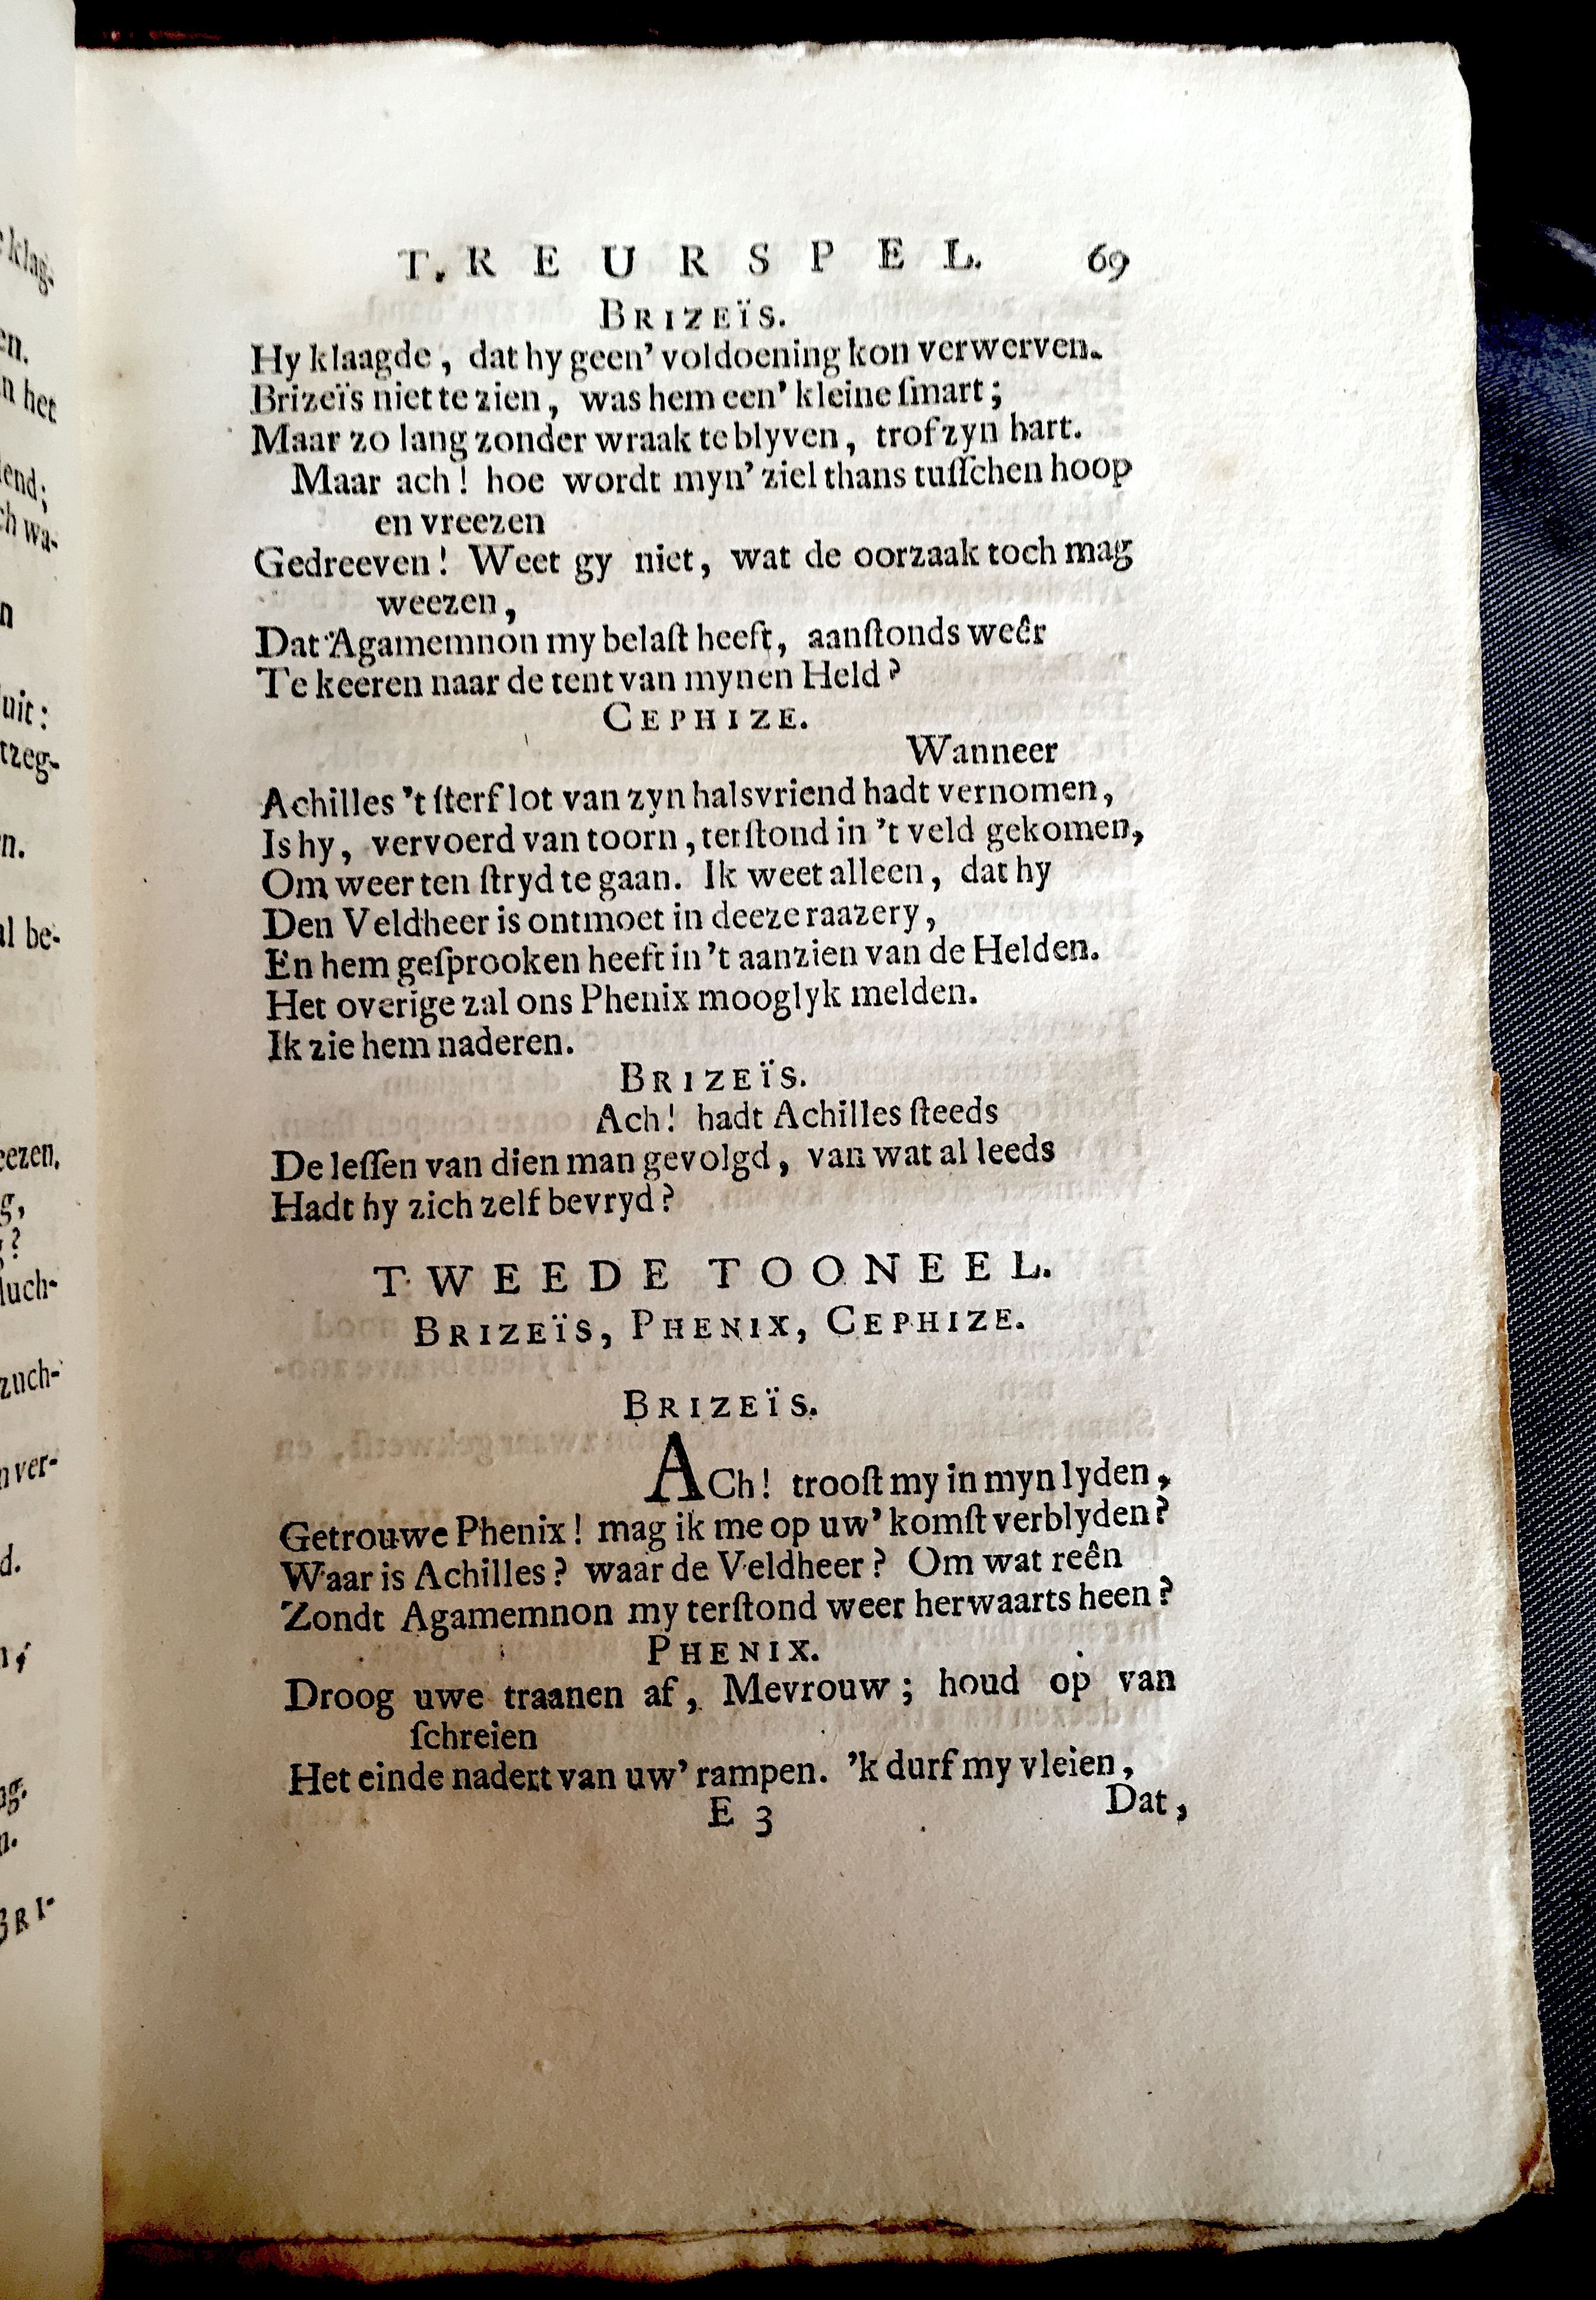 TREURSPEL. 69
BRIZEÏS.
Hy klaagde, dat hy geen' voldoening kon verwerven.
Brizeïs niet te zien, was hem een' kleine ſmart;
Maar zo lang zonder wraak te blyven, trof zyn hart.
Maar ach! hoe wordt myn' ziel thans tuſſchen hoop
en vreezen
Gedreeven! Weet gy niet, wat de oorzaak toch mag
weezen,
Dat Agamemnon my belaſt heeft, aanſtonds weêr
Te keeren naar de tent van mynen Held?
CEPHIZE.
Wanneer
Achilles 't ſterflot van zyn halsvriend hadt vernomen,
Is hy, vervoerd van toorn, terſtond in 't veld gekomen,
Om weer ten ſtryd te gaan. Ik weet alleen, dat hy
Den Veldheer is ontmoet in deeze raazery,
En hem geſprooken heeft in 't aanzien van de Helden.
Het overige zal ons Phenix mooglyk melden.
Ik zie hem naderen.
BRIZEÏS.
Ach! hadt Achilles ſteeds
De leſſen van dien man gevolgd, van wat al leeds
Hadt hy zich zelf bevryd?
TWEEDE TOONEEL.
BRIZEÏS, PHENIX, CEPHIZE.
BRIZEÏS.
ACh! trooſt my in myn lyden,
Getrouwe Phenix! mag ik me op uw' komſt verblyden?
Waar is Achilles? waar de Veldheer? Om wat reên
Zondt Agamemnon my terſtond weer herwaarts heen?
PHENIX.
Droog uwe traanen af, Mevrouw; houd op van
ſchreien
Het einde nadert van uw' rampen. 'k durf my vleien,
E 3 Dat,